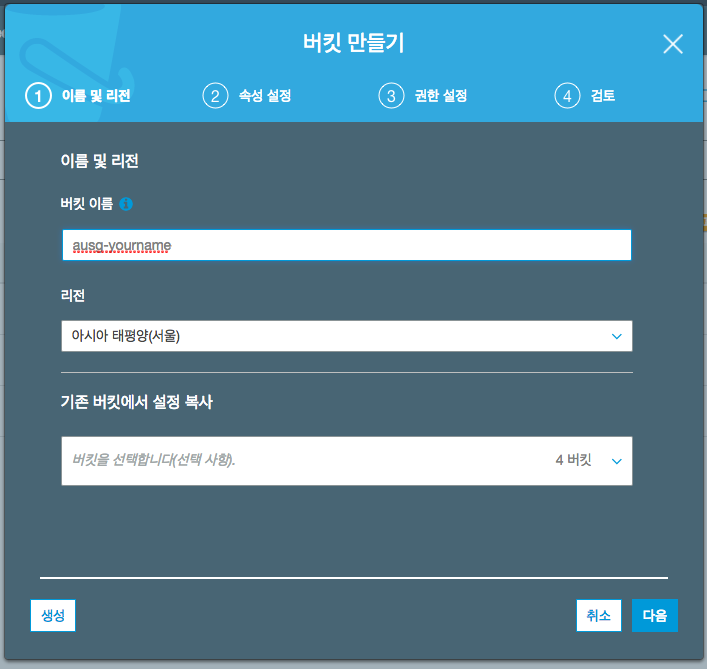 버킷 만들기
1 이름 및 리전
2 속성 설정
3 권한 설정
4 검토
이름 및 리전
버킷 이름
ausg-yourname
리전
아시아 태평양(서울)
기존 버킷에서 설정 복사
버킷을 선택합니다(선택 사항).
4 버킷
생성
취소
다음